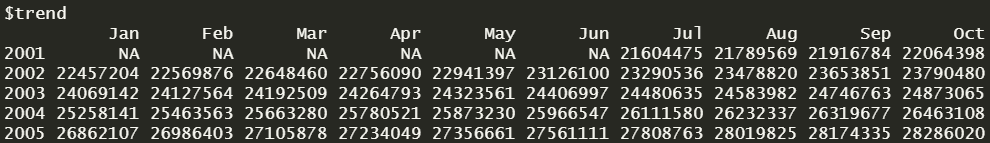 $trend
Jan Feb Mar Apr May Jun Jul Aug Sep Oct
2001 NA NA NA NA NA NA 21604475 21789569 21916784 22064398
2002 22457204 22569876 22648460 22756090 22941397 23126100 23290536 23478820 23653851 23790480
2003 24069142 24127564 24192509 24264793 24323561 24406997 24480635 24583982 24746763 24873065
2004 25258141 25463563 25663280 25780521 25873230 25966547 26111580 26232337 26319677 26463108
2005 26862107 26986403 27105878 27234049 27356661 27561111 27808763 28019825 28174335 28286020